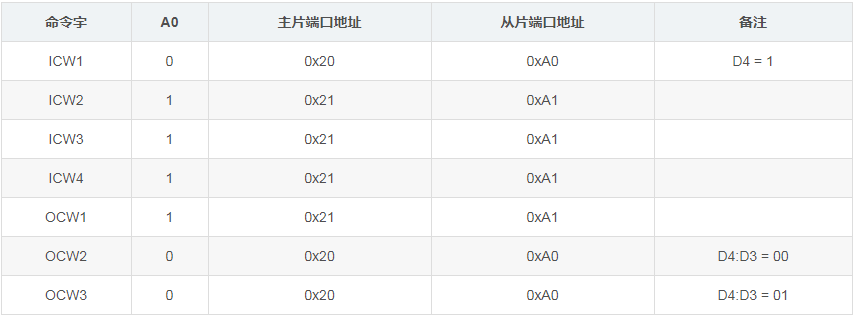 命令字 A0 主片端口地址 从片端口地址 备注
ICW1 0 0x20 0xA0 D4 = 1
ICW2 1 0x21 0xA1
ICW3 1 0x21 0xA1
ICW4 1 0x21 0xA1
OCW1 1 0x21 0xA1
OCW2 0 0x20 0xA0 D4:D3 = 00
OCW3 0 0x20 0xA0 D4:D3 = 01